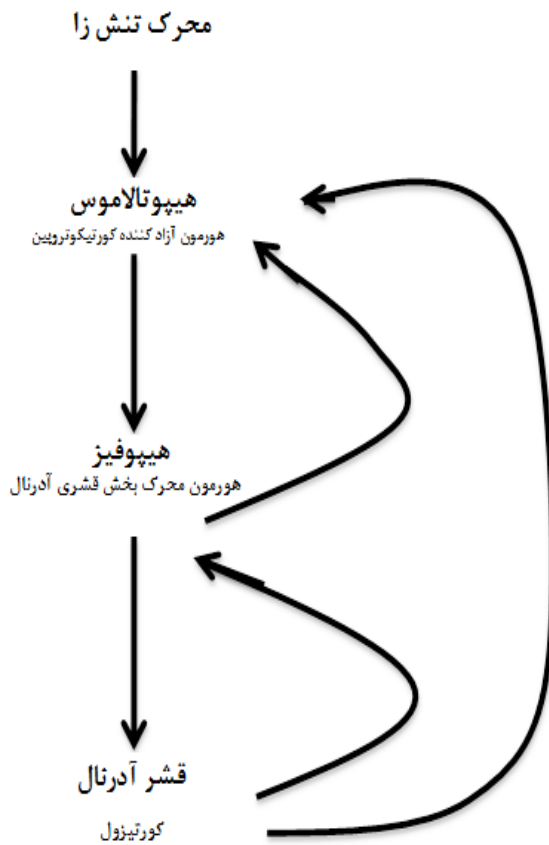 محرک تنش زا
هیپوتالاموس
هورمون آزاد کننده کورتیکوتروپین
هیپوفیز
هورمون محرک بخش قشری آدرنال
قشر آدرنال
کورتیزول